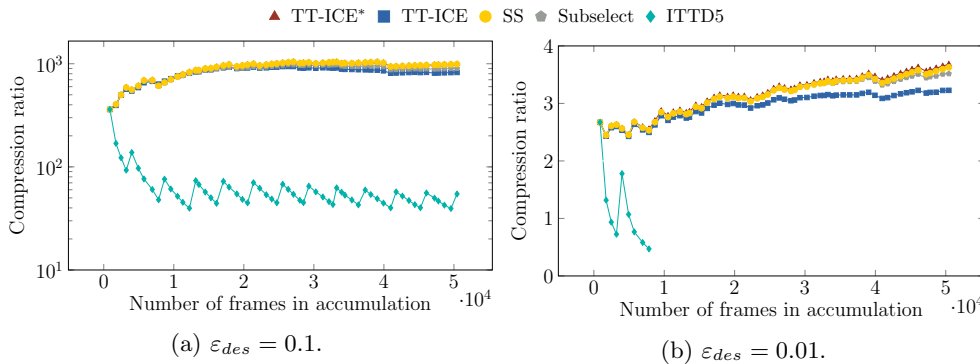 TT-ICE* TT-ICE SS Subselect ITTD5
Compression ratio
10^3
10^2
10^1
0 1 2 3 4 5
·10^4
Number of frames in accumulation
(a) ε_des = 0.1.
Compression ratio
4
3
2
1
0
0 1 2 3 4 5
·10^4
Number of frames in accumulation
(b) ε_des = 0.01.